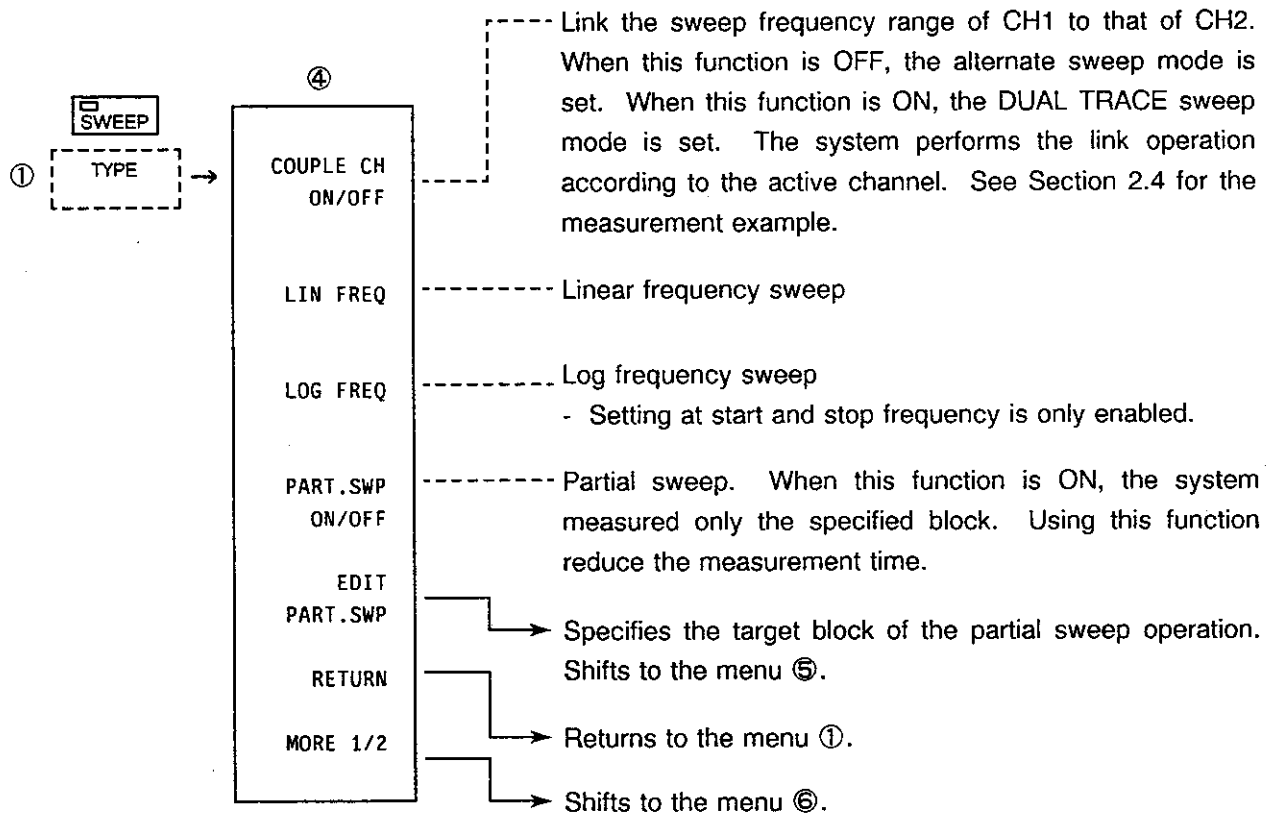 Link the sweep frequency range of CH1 to that of CH2.
When this function is OFF, the alternate sweep mode is
set. When this function is ON, the DUAL TRACE sweep
mode is set. The system performs the link operation
according to the active channel. See Section 2.4 for the
measurement example.
④
SWEEP
① TYPE →
COUPLE CH
ON/OFF
LIN FREQ
Linear frequency sweep
LOG FREQ
Log frequency sweep
- Setting at start and stop frequency is only enabled.
PART.SWP
ON/OFF
Partial sweep. When this function is ON, the system
measured only the specified block. Using this function
reduce the measurement time.
EDIT
PART.SWP
Specifies the target block of the partial sweep operation.
Shifts to the menu ⑤.
RETURN
Returns to the menu ①.
MORE 1/2
Shifts to the menu ⑥.